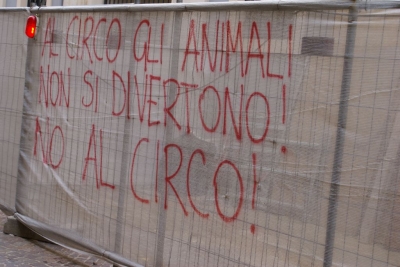 AL CIRCO GLI ANIMALI
NON SI DIVERTONO!
NO AL CIRCO!